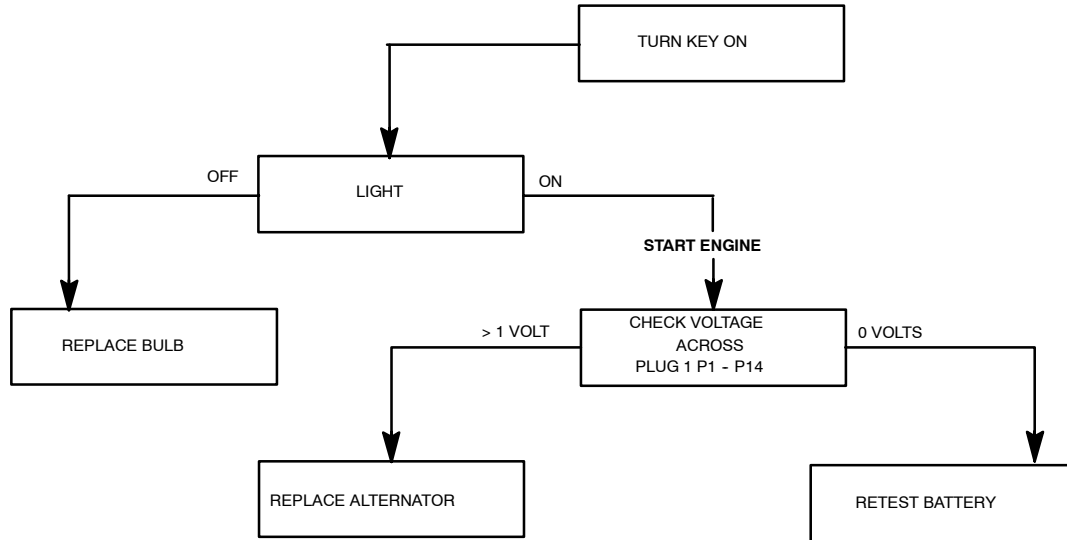 TURN KEY ON
OFF
LIGHT
ON
START ENGINE
REPLACE BULB
> 1 VOLT
CHECK VOLTAGE
ACROSS
PLUG 1 P1 - P14
0 VOLTS
REPLACE ALTERNATOR
RETEST BATTERY